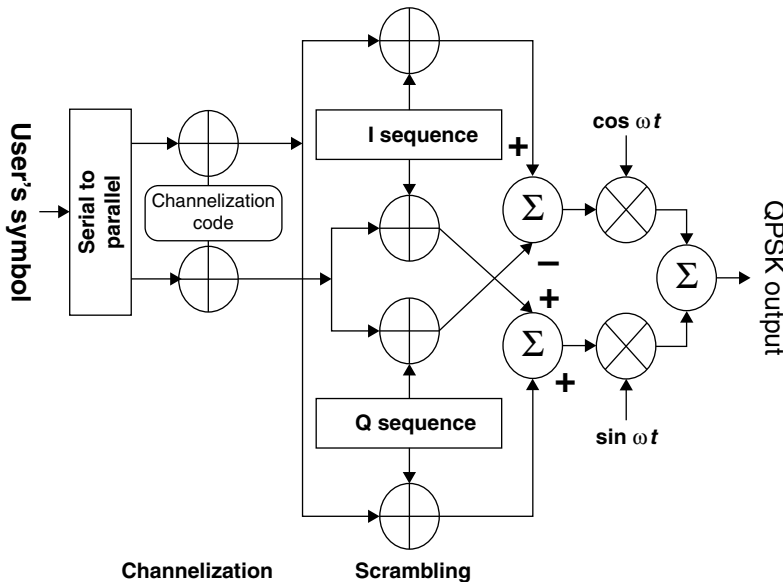 User's symbol
Serial to
parallel
Channelization
code
I sequence
Q sequence
+
−
+
+
Σ
Σ
cos ωt
sin ωt
Σ
QPSK output
Channelization
Scrambling